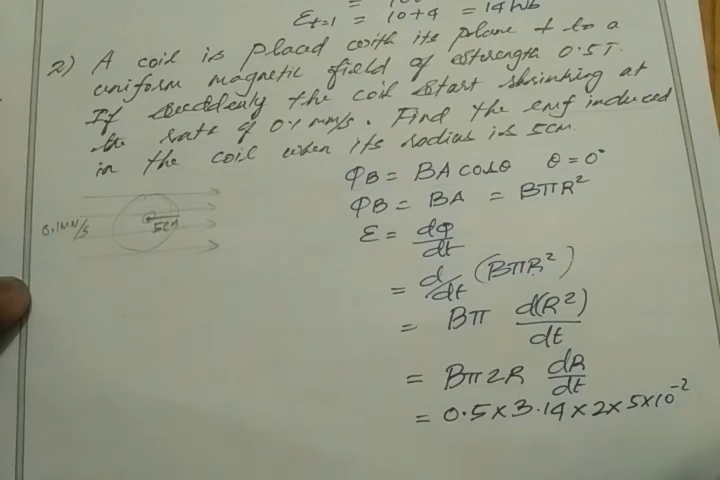 = 10
Et=1 = 10+4 = 14 Wb
2) A coil is placed with its plane ⊥ to a
uniform magnetic field of strength 0.5T.
If suddenly the coil start shrinking at
the rate of 0.1 mm/s. Find the emf induced
in the coil when its radius is 5cm.
φB = BA cosθ θ = 0°
φB = BA = BπR²
0.1mm/s
5cm
ε = dφ/dt
= d/dt (BπR²)
= Bπ d(R²)/dt
= Bπ2R dR/dt
= 0.5×3.14×2×5×10⁻²